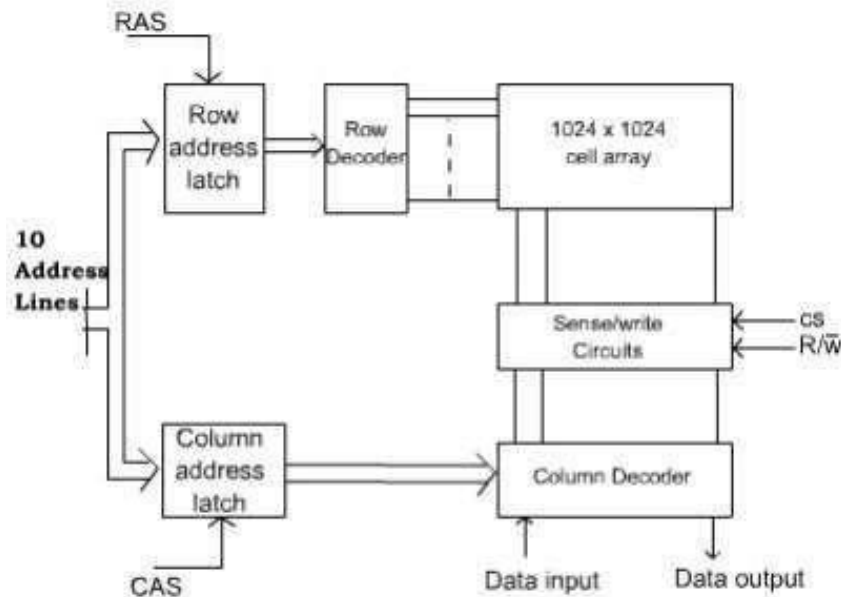 RAS
Row
address
latch
Row
Decoder
1024 x 1024
cell array
10
Address
Lines
Sense/write
Circuits
cs
R/w̅
Column
address
latch
Column Decoder
CAS
Data input
Data output